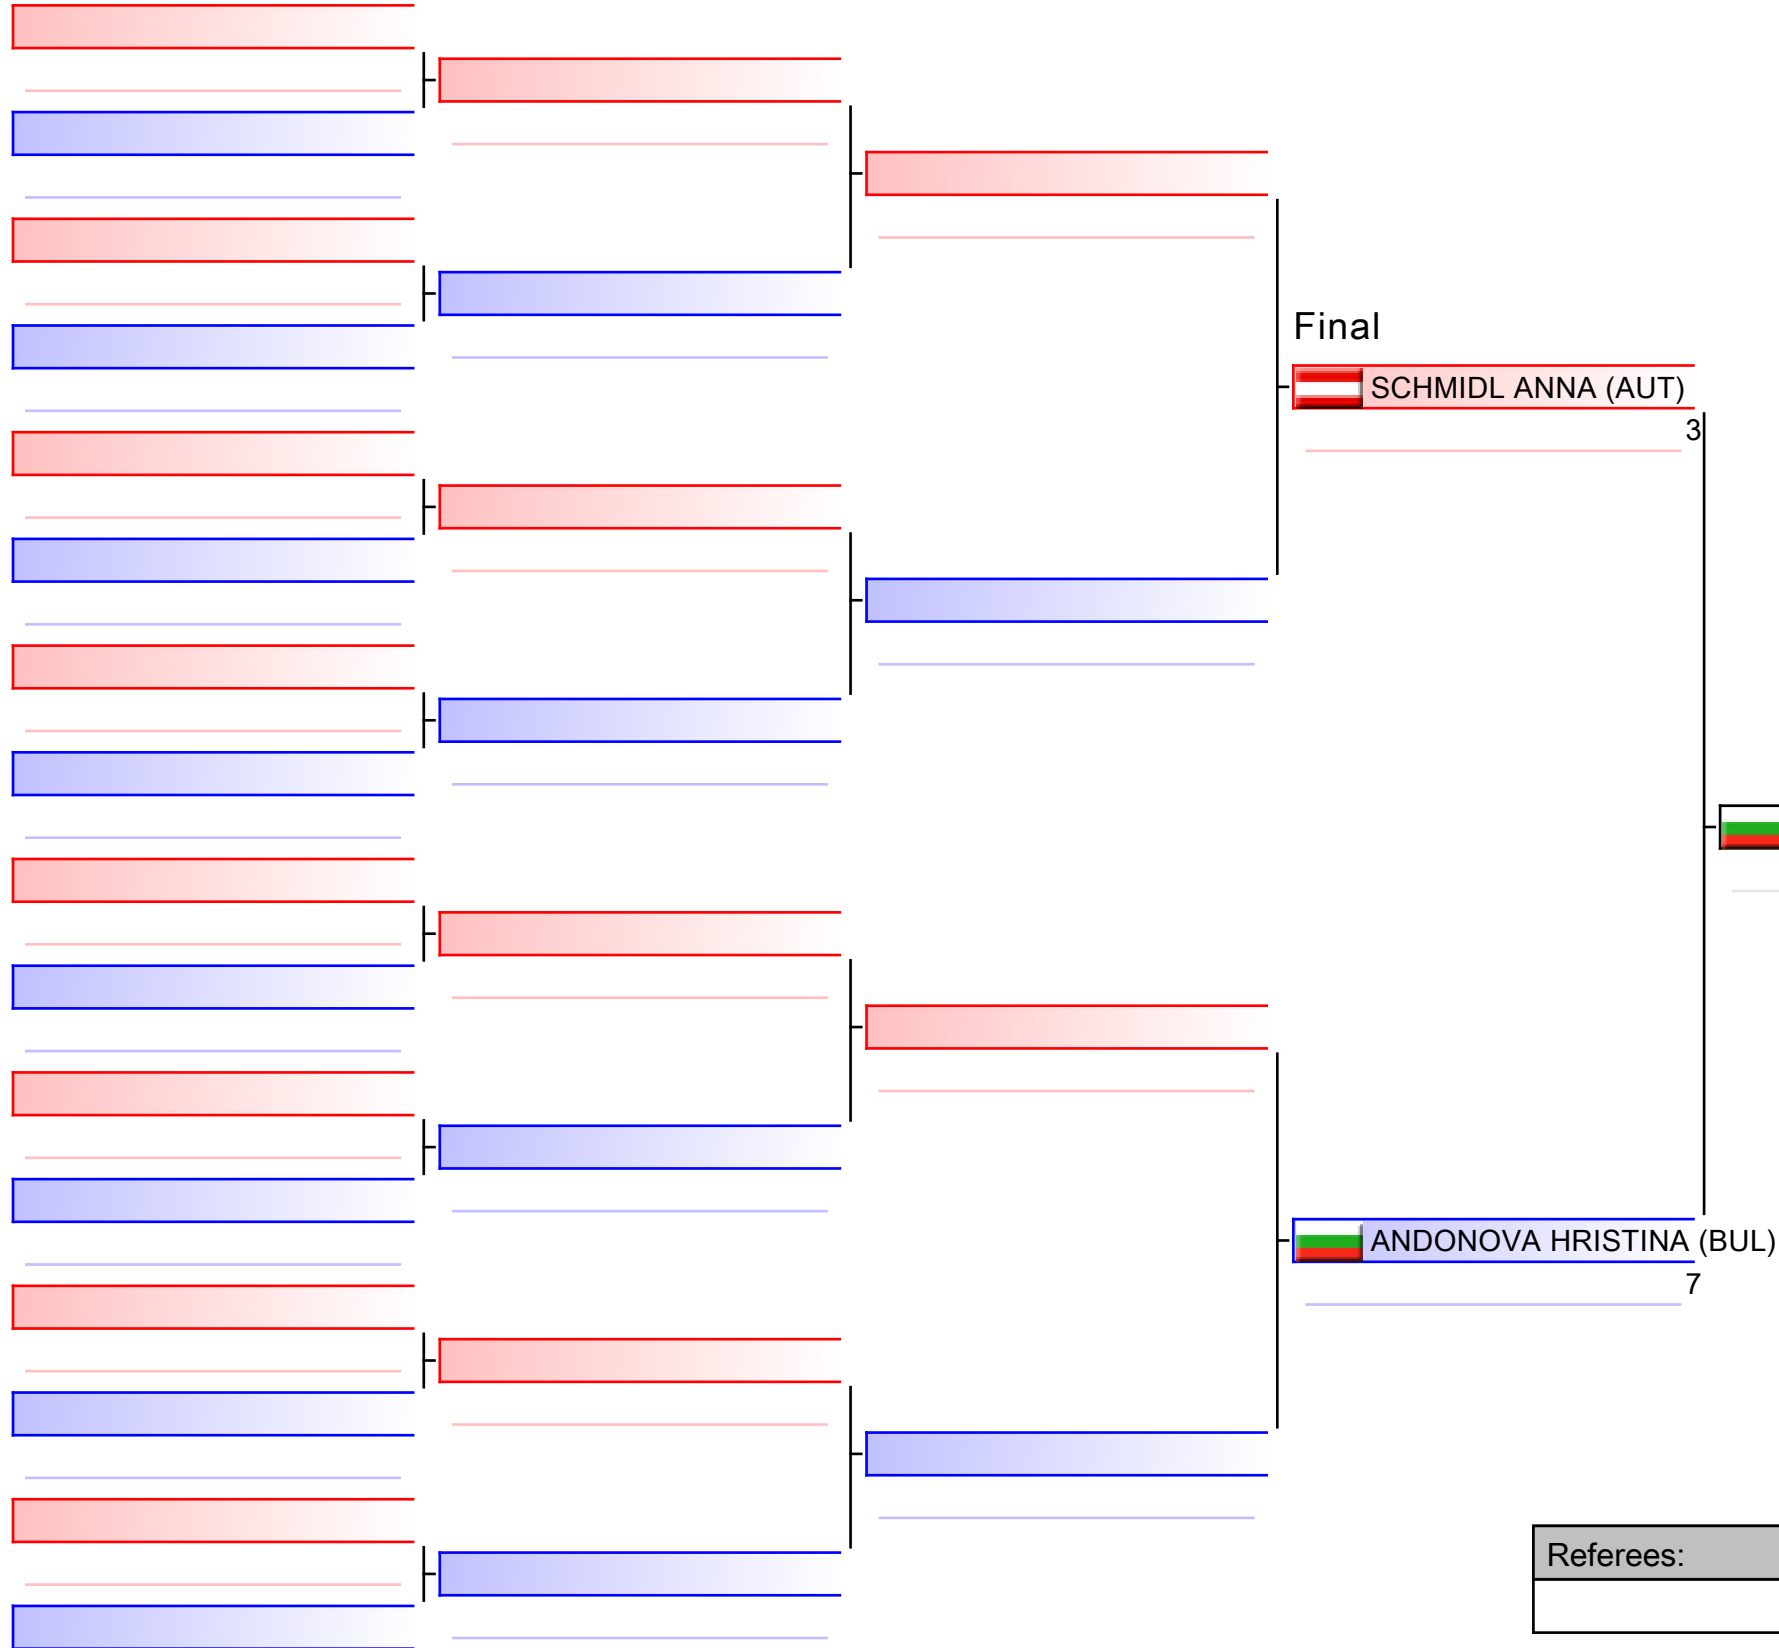 Final
SCHMIDL ANNA (AUT)
3
ANDONOVA HRISTINA (BUL)
7
Referees: